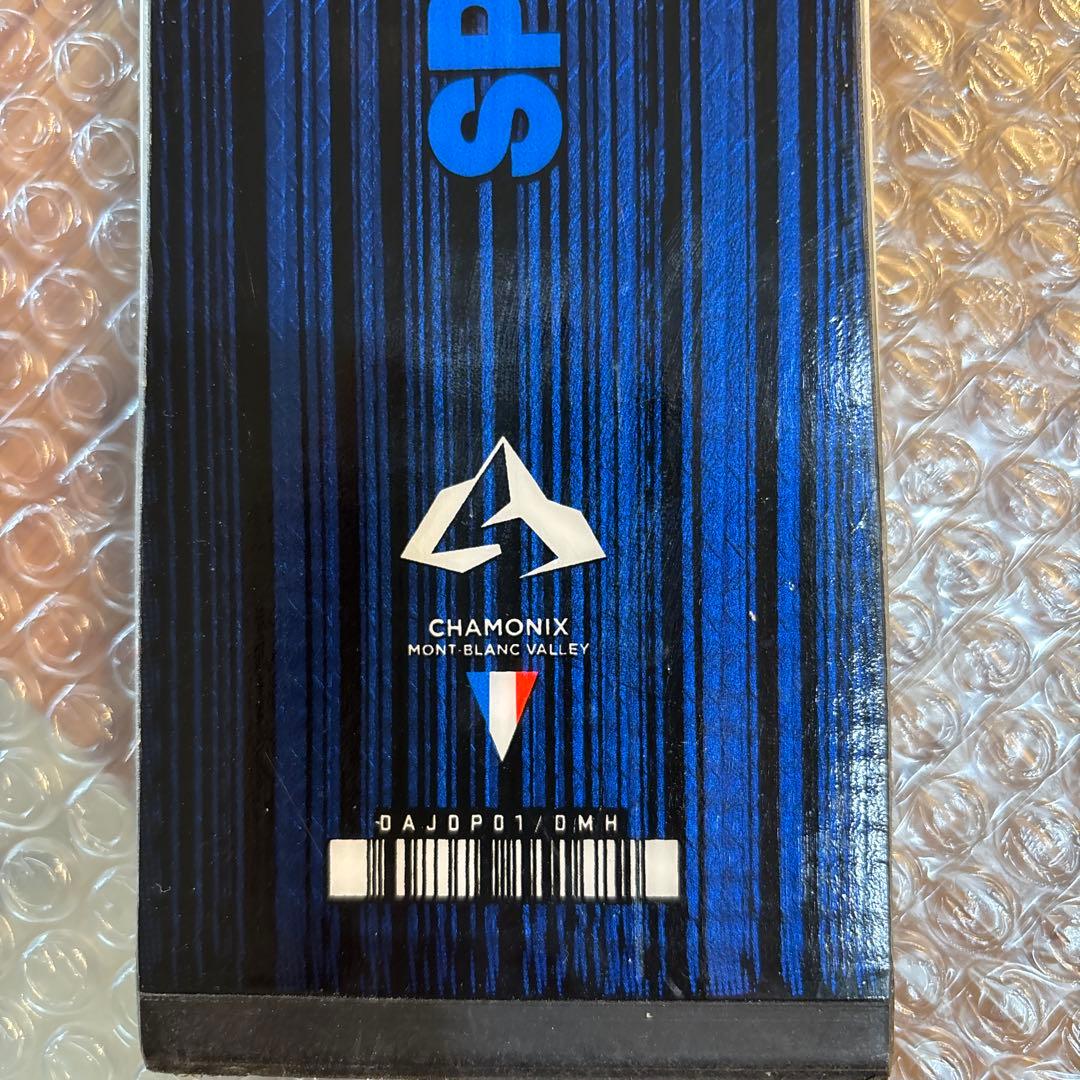 SP
CHAMONIX
MONT-BLANC VALLEY
DAJDP01/DMH